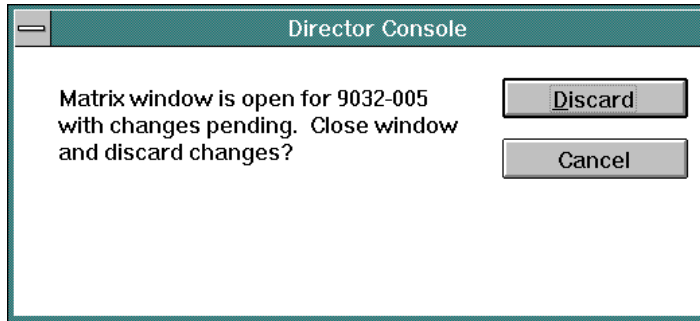 Director Console
Matrix window is open for 9032-005
with changes pending.  Close window
and discard changes?
Discard
Cancel